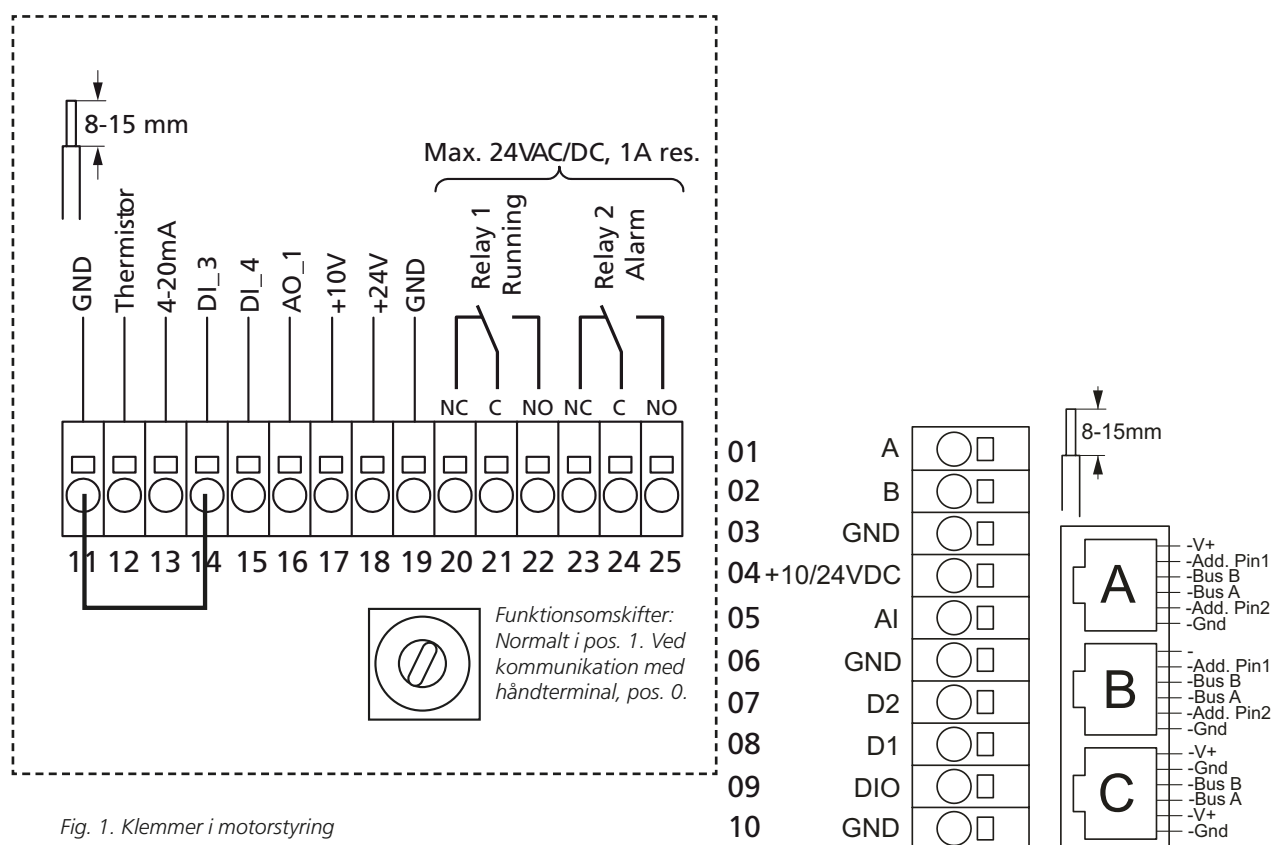 8-15 mm
Max. 24VAC/DC, 1A res.
GND
Thermistor
4-20mA
DI_3
DI_4
AO_1
+10V
+24V
GND
Relay 1
Running
Relay 2
Alarm
NC C NO NC C NO
11 12 13 14 15 16 17 18 19 20 21 22 23 24 25
Funktionsomskifter:
Normalt i pos. 1. Ved
kommunikation med
håndterminal, pos. 0.
Fig. 1. Klemmer i motorstyring
01 A
02 B
03 GND
04 +10/24VDC
05 AI
06 GND
07 D2
08 D1
09 DIO
10 GND
8-15mm
A
-V+
-Add. Pin1
-Bus B
-Bus A
-Add. Pin2
-Gnd
B
-
-Add. Pin1
-Bus B
-Bus A
-Add. Pin2
-Gnd
C
-V+
-Gnd
-Bus B
-Bus A
-V+
-Gnd